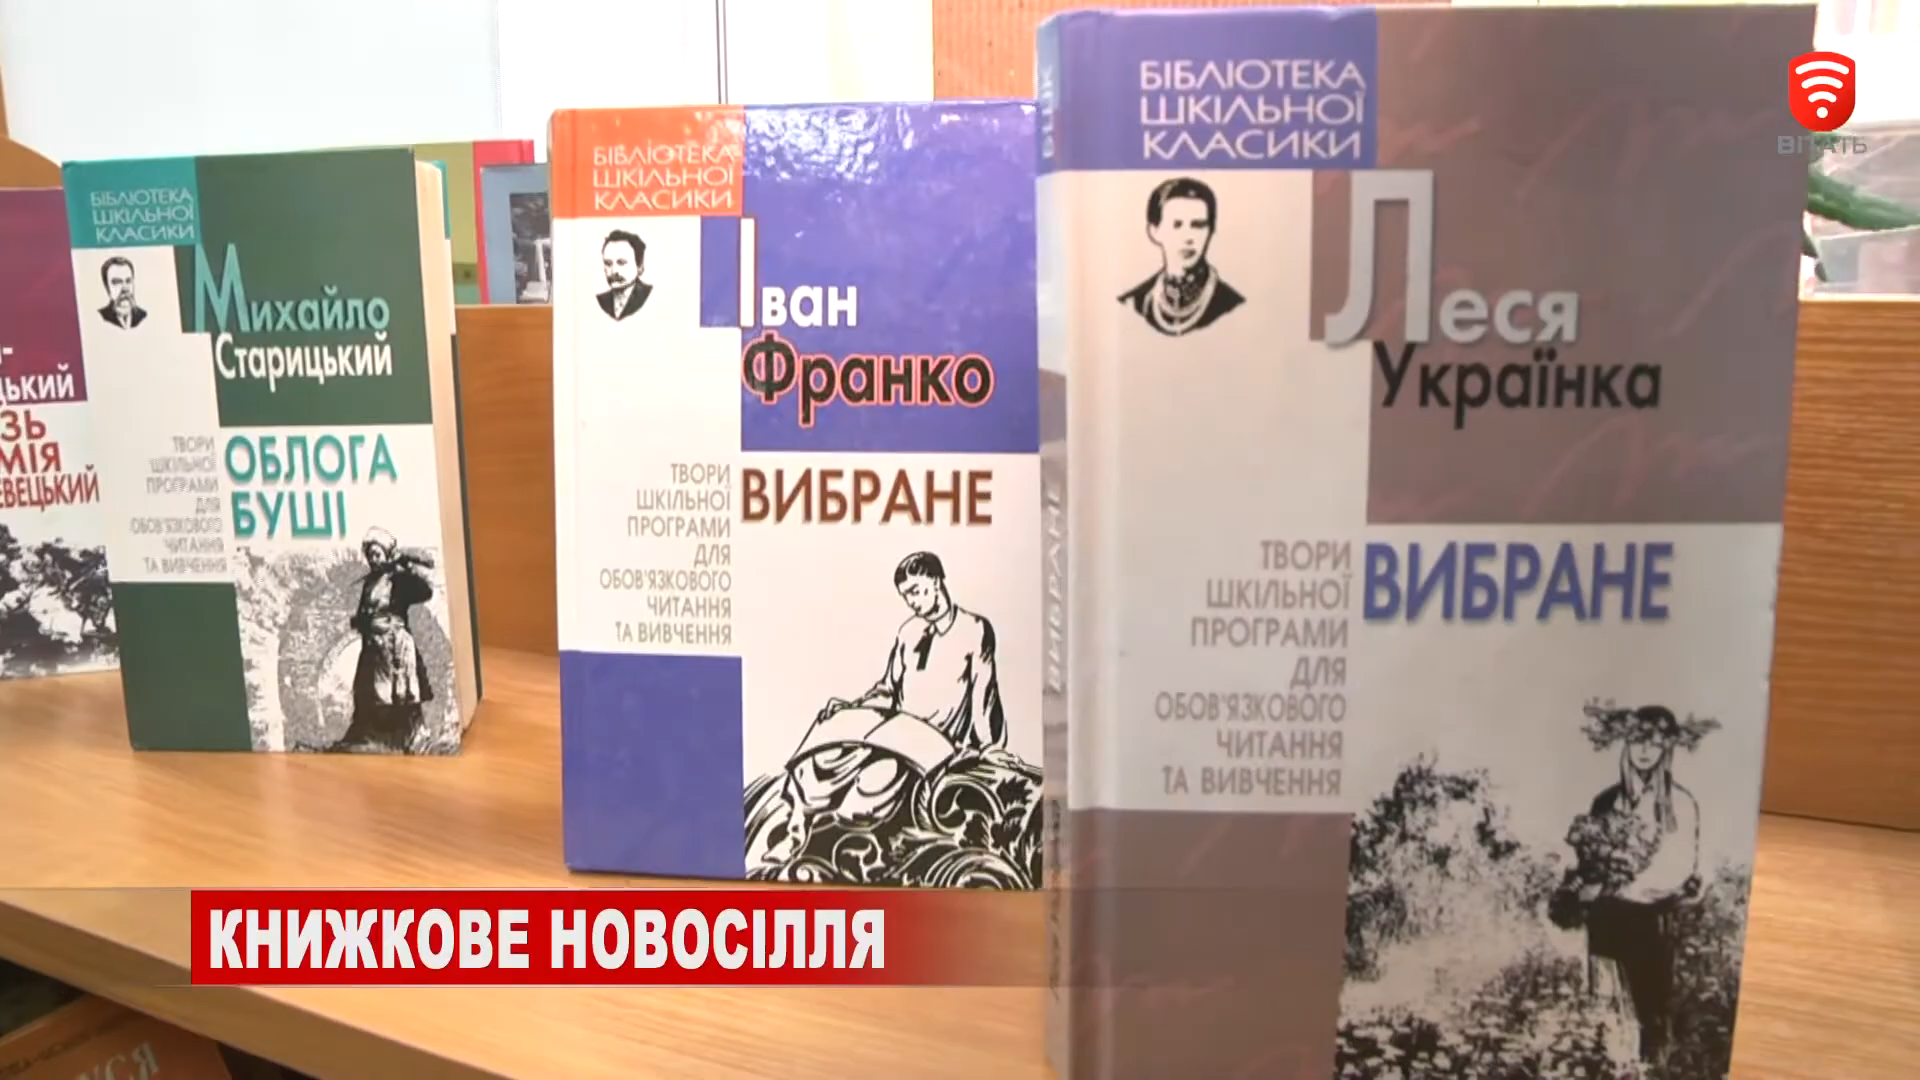 ЗЬ
МІЯ
БІБЛІОТЕКА
ШКІЛЬНОЇ
КЛАСИКИ
Михайло
Старицький
ТВОРИ
ШКІЛЬНОЇ
ПРОГРАМИ
ДЛЯ
ОБОВ'ЯЗКОВОГО
ЧИТАННЯ
ТА ВИВЧЕННЯ
ОБЛОГА
БУШІ
БІБЛІОТЕКА
ШКІЛЬНОЇ
КЛАСИКИ
Іван
Франко
ТВОРИ
ШКІЛЬНОЇ
ПРОГРАМИ
ДЛЯ
ОБОВ'ЯЗКОВОГО
ЧИТАННЯ
ТА ВИВЧЕННЯ
ВИБРАНЕ
ВИБРАНЕ
БІБЛІОТЕКА
ШКІЛЬНОЇ
КЛАСИКИ
Леся
Українка
ТВОРИ
ШКІЛЬНОЇ
ПРОГРАМИ
ДЛЯ
ОБОВ'ЯЗКОВОГО
ЧИТАННЯ
ТА ВИВЧЕННЯ
ВИБРАНЕ
ВІТАТЬ
КНИЖКОВЕ НОВОСІЛЛЯ